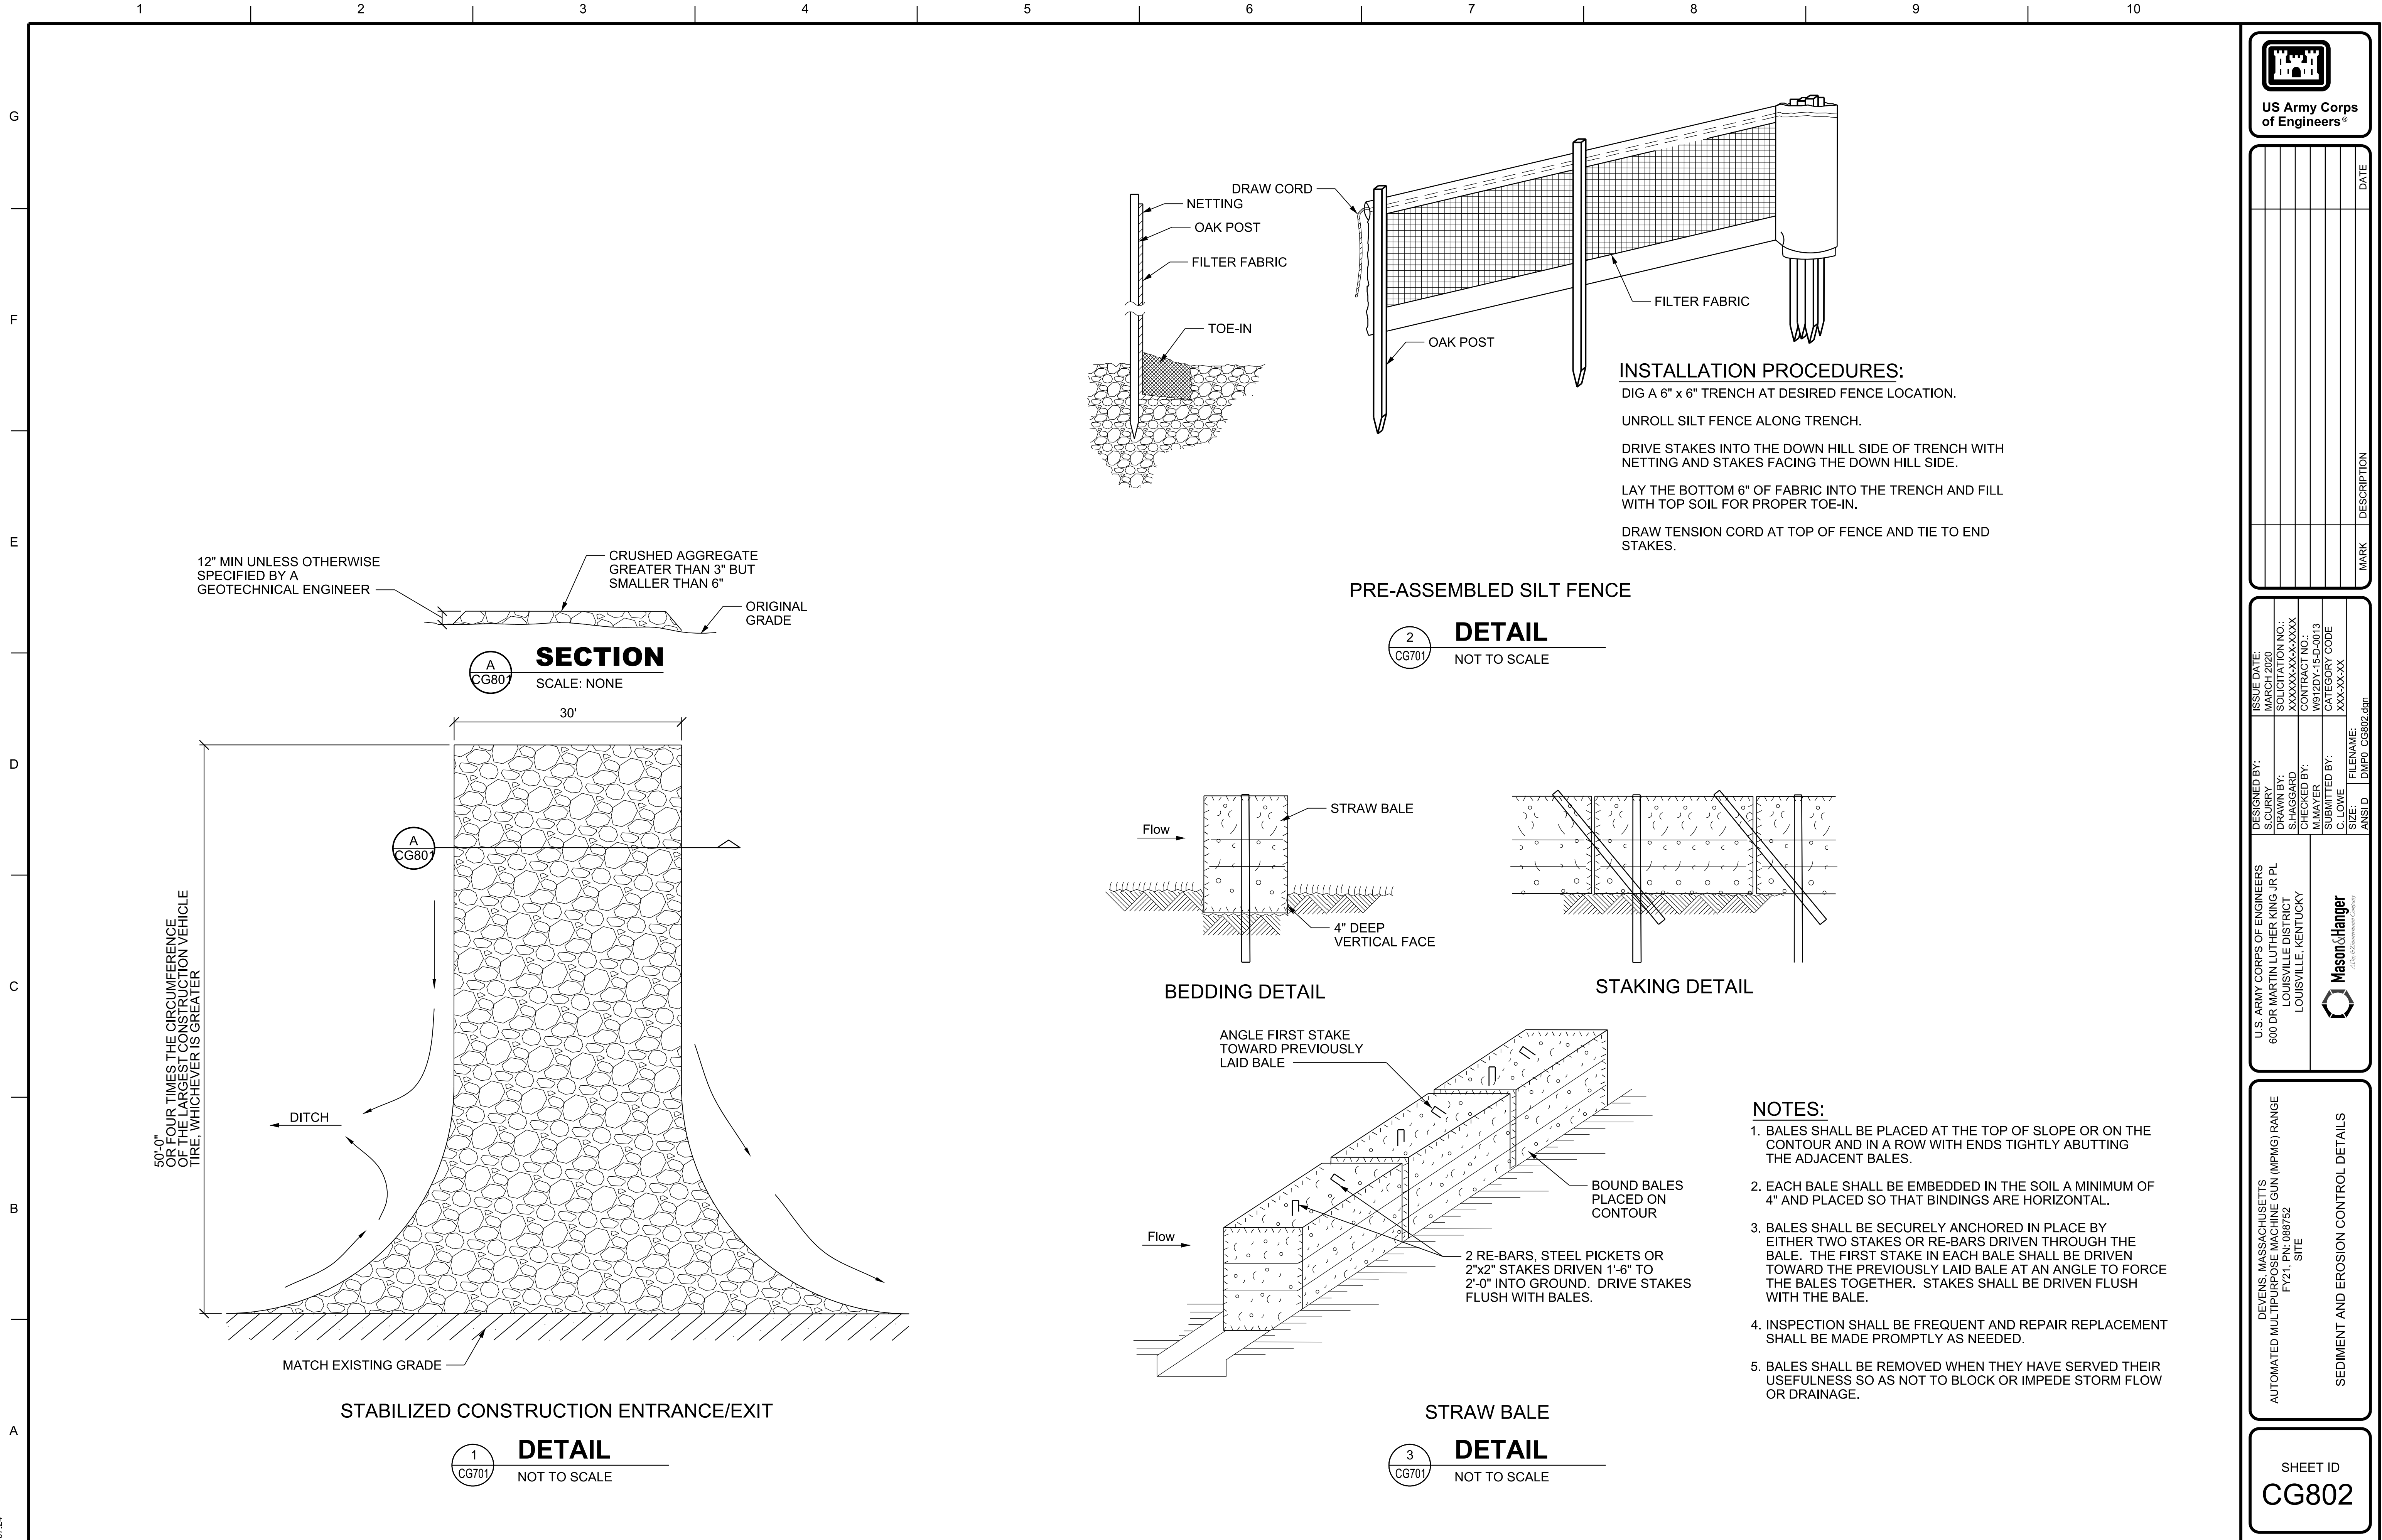 1
2
3
4
5
6
7
8
9
10
G
F
E
D
C
B
A
12" MIN UNLESS OTHERWISE
SPECIFIED BY A
GEOTECHNICAL ENGINEER
CRUSHED AGGREGATE
GREATER THAN 3" BUT
SMALLER THAN 6"
ORIGINAL
GRADE
A
CG801
SECTION
SCALE: NONE
30'
A
CG801
50'-0"
OR FOUR TIMES THE CIRCUMFERENCE
OF THE LARGEST CONSTRUCTION VEHICLE
TIRE, WHICHEVER IS GREATER
DITCH
MATCH EXISTING GRADE
STABILIZED CONSTRUCTION ENTRANCE/EXIT
1
CG701
DETAIL
NOT TO SCALE
NETTING
OAK POST
FILTER FABRIC
TOE-IN
DRAW CORD
FILTER FABRIC
OAK POST
INSTALLATION PROCEDURES:
DIG A 6" x 6" TRENCH AT DESIRED FENCE LOCATION.
UNROLL SILT FENCE ALONG TRENCH.
DRIVE STAKES INTO THE DOWN HILL SIDE OF TRENCH WITH
NETTING AND STAKES FACING THE DOWN HILL SIDE.
LAY THE BOTTOM 6" OF FABRIC INTO THE TRENCH AND FILL
WITH TOP SOIL FOR PROPER TOE-IN.
DRAW TENSION CORD AT TOP OF FENCE AND TIE TO END
STAKES.
PRE-ASSEMBLED SILT FENCE
2
CG701
DETAIL
NOT TO SCALE
Flow
STRAW BALE
4" DEEP
VERTICAL FACE
BEDDING DETAIL
STAKING DETAIL
ANGLE FIRST STAKE
TOWARD PREVIOUSLY
LAID BALE
Flow
BOUND BALES
PLACED ON
CONTOUR
2 RE-BARS, STEEL PICKETS OR
2"x2" STAKES DRIVEN 1'-6" TO
2'-0" INTO GROUND. DRIVE STAKES
FLUSH WITH BALES.
STRAW BALE
3
CG701
DETAIL
NOT TO SCALE
NOTES:
1. BALES SHALL BE PLACED AT THE TOP OF SLOPE OR ON THE
CONTOUR AND IN A ROW WITH ENDS TIGHTLY ABUTTING
THE ADJACENT BALES.
2. EACH BALE SHALL BE EMBEDDED IN THE SOIL A MINIMUM OF
4" AND PLACED SO THAT BINDINGS ARE HORIZONTAL.
3. BALES SHALL BE SECURELY ANCHORED IN PLACE BY
EITHER TWO STAKES OR RE-BARS DRIVEN THROUGH THE
BALE. THE FIRST STAKE IN EACH BALE SHALL BE DRIVEN
TOWARD THE PREVIOUSLY LAID BALE AT AN ANGLE TO FORCE
THE BALES TOGETHER. STAKES SHALL BE DRIVEN FLUSH
WITH THE BALE.
4. INSPECTION SHALL BE FREQUENT AND REPAIR REPLACEMENT
SHALL BE MADE PROMPTLY AS NEEDED.
5. BALES SHALL BE REMOVED WHEN THEY HAVE SERVED THEIR
USEFULNESS SO AS NOT TO BLOCK OR IMPEDE STORM FLOW
OR DRAINAGE.
US Army Corps
of Engineers®
MARK
DESCRIPTION
DATE
DESIGNED BY:
S.CURRY
DRAWN BY:
S.HAGGARD
CHECKED BY:
M.MAYER
SUBMITTED BY:
C. LOWE
SIZE:
ANSI D
ISSUE DATE:
MARCH 2020
SOLICITATION NO.:
XXXXX-XX-X-XXXX
CONTRACT NO.:
W912DY-15-D-0013
CATEGORY CODE
XXX-XX-XX
FILENAME:
DMP0_CG802.dgn
U.S. ARMY CORPS OF ENGINEERS
600 DR MARTIN LUTHER KING JR PL
LOUISVILLE DISTRICT
LOUISVILLE, KENTUCKY
Mason&Hanger
A Day & Zimmermann Company
DEVENS, MASSACHUSETTS
AUTOMATED MULTIPURPOSE MACHINE GUN (MPMG) RANGE
FY21, PN: 088752
SITE
SEDIMENT AND EROSION CONTROL DETAILS
SHEET ID
CG802